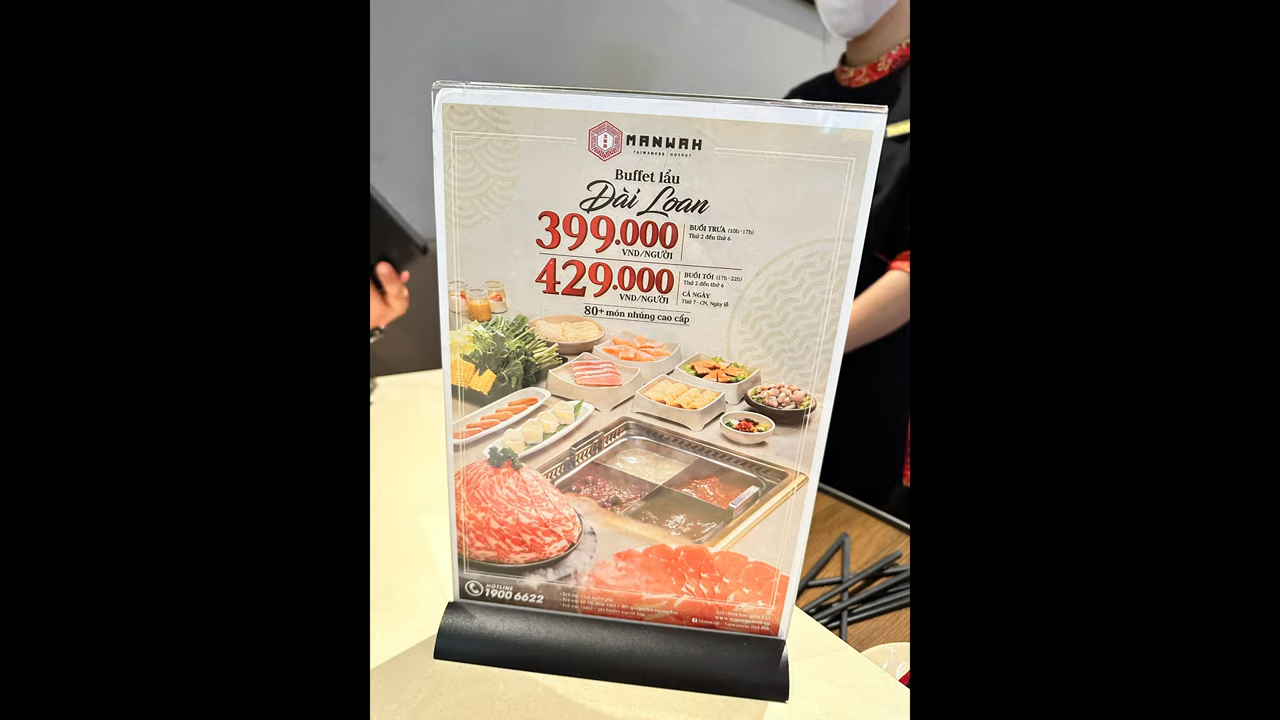 MANWAH
TAIWANESE HOTPOT
Buffet lẩu
Đài Loan
399.000
VNĐ/NGƯỜI
BUỔI TRƯA (10h - 17h)
Thứ 2 đến thứ 6
429.000
VNĐ/NGƯỜI
BUỔI TỐI (17h - 22h)
Thứ 2 đến thứ 6
CẢ NGÀY
Thứ 7 - CN, Ngày lễ
80+ món nhúng cao cấp
HOTLINE
1900 6622